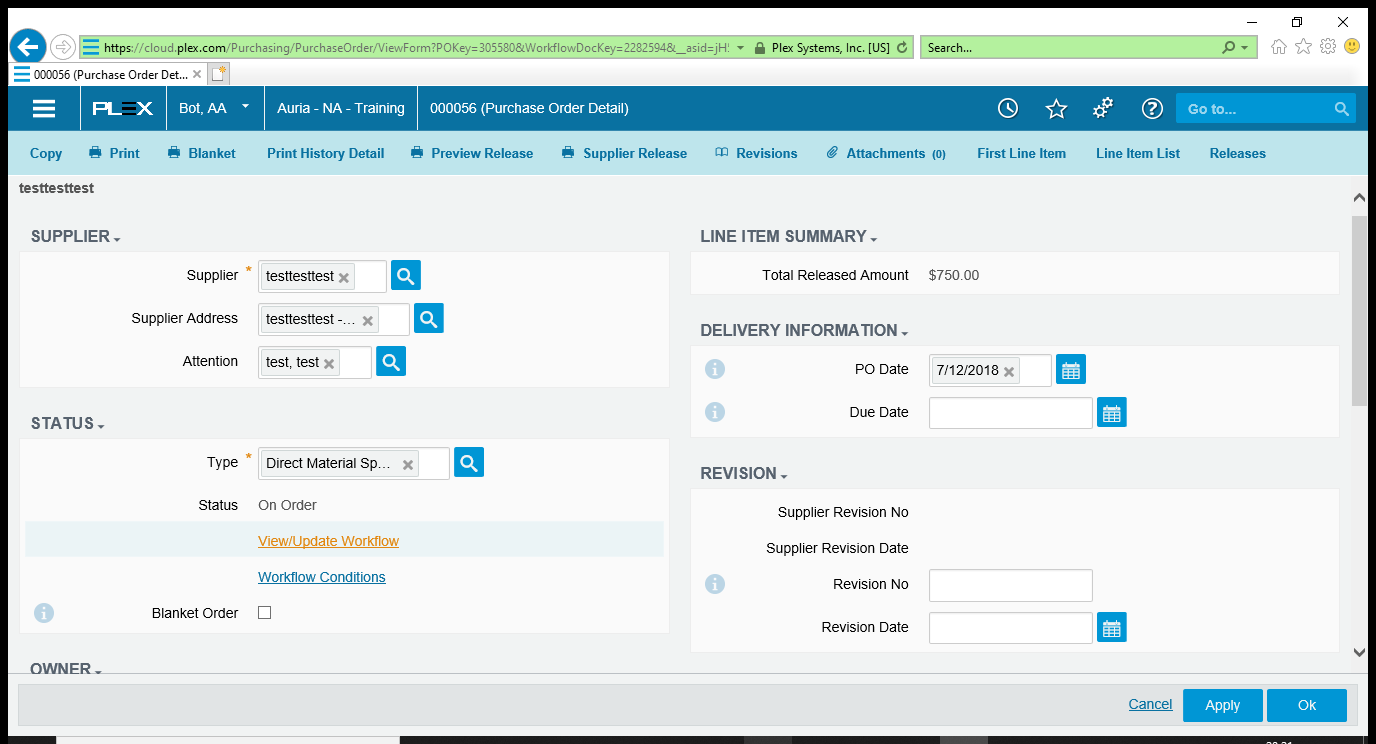 https://cloud.plex.com/Purchasing/PurchaseOrder/ViewForm?POKey=305580&WorkflowDocKey=2282594&__asid=jH! Plex Systems, Inc. [US] Search...
000056 (Purchase Order Det...
PLEX Bot, AA Auria - NA - Training 000056 (Purchase Order Detail) Go to...
Copy Print Blanket Print History Detail Preview Release Supplier Release Revisions Attachments (0) First Line Item Line Item List Releases
testtesttest
SUPPLIER
Supplier * testtesttest
Supplier Address testtesttest -...
Attention test, test
STATUS
Type * Direct Material Sp...
Status On Order
View/Update Workflow
Workflow Conditions
Blanket Order
OWNER
LINE ITEM SUMMARY
Total Released Amount $750.00
DELIVERY INFORMATION
PO Date 7/12/2018
Due Date
REVISION
Supplier Revision No
Supplier Revision Date
Revision No
Revision Date
Cancel Apply Ok